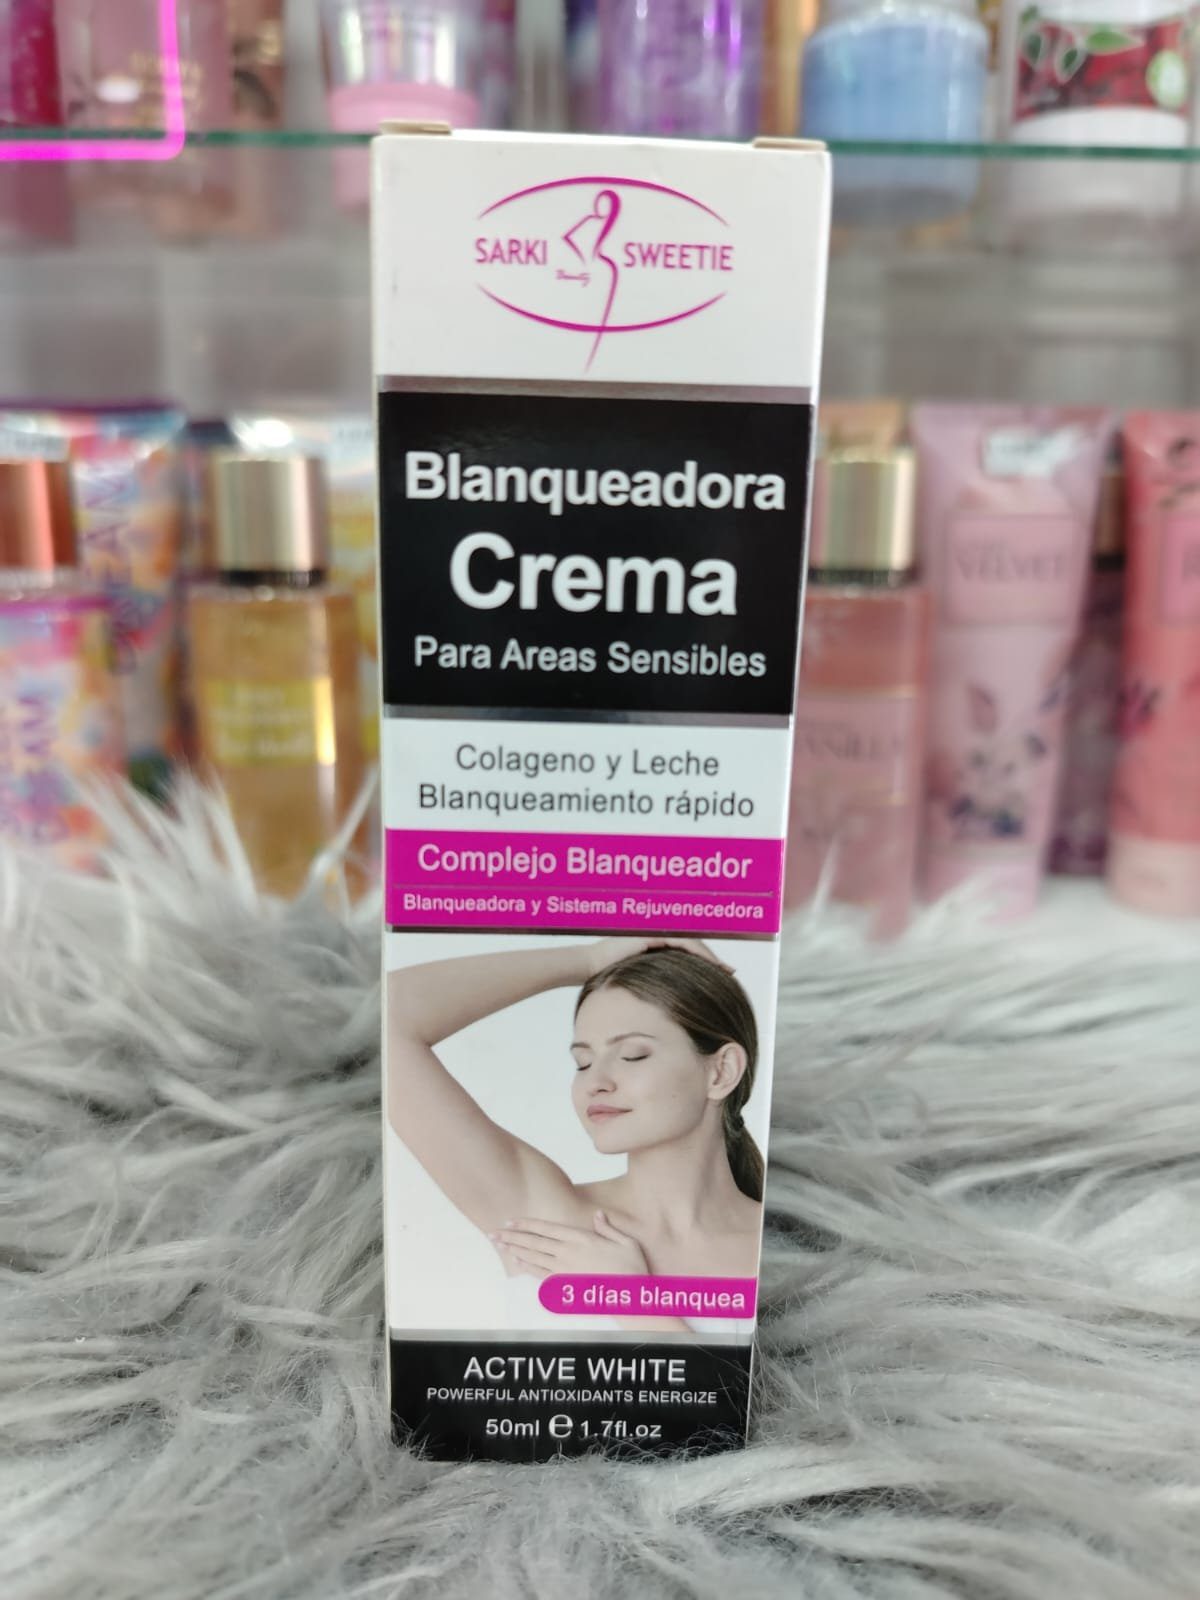 SARKI SWEETIE
Beauty
Blanqueadora
Crema
Para Areas Sensibles
Colageno y Leche
Blanqueamiento rápido
Complejo Blanqueador
Blanqueadora y Sistema Rejuvenecedora
3 días blanquea
ACTIVE WHITE
POWERFUL ANTIOXIDANTS ENERGIZE
50ml ℮ 1.7fl.oz
VELVET